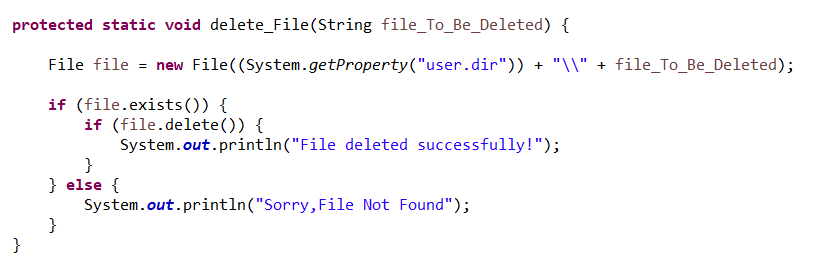 protected static void delete_File(String file_To_Be_Deleted) {
File file = new File((System.getProperty("user.dir")) + "\\" + file_To_Be_Deleted);
if (file.exists()) {
if (file.delete()) {
System.out.println("File deleted successfully!");
}
} else {
System.out.println("Sorry,File Not Found");
}
}